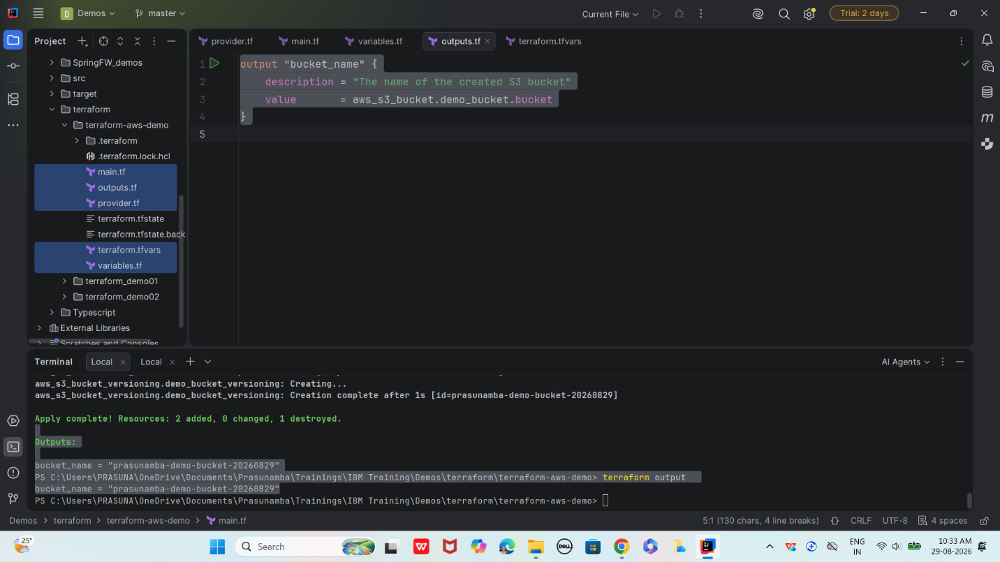 D Demos master Current File Trial: 2 days
Project
provider.tf main.tf variables.tf outputs.tf terraform.tfvars
SpringFW_demos
src
target
terraform
terraform-aws-demo
.terraform
.terraform.lock.hcl
main.tf
outputs.tf
provider.tf
terraform.tfstate
terraform.tfstate.back
terraform.tfvars
variables.tf
terraform_demo01
terraform_demo02
Typescript
External Libraries
Scratches and Consoles
1 output "bucket_name" {
2 description = "The name of the created S3 bucket"
3 value = aws_s3_bucket.demo_bucket.bucket
4 }
5
m
Terminal Local Local AI Agents
aws_s3_bucket_versioning.demo_bucket_versioning: Creating...
aws_s3_bucket_versioning.demo_bucket_versioning: Creation complete after 1s [id=prasunamba-demo-bucket-20260829]
Apply complete! Resources: 2 added, 0 changed, 1 destroyed.
Outputs:
bucket_name = "prasunamba-demo-bucket-20260829"
PS C:\Users\PRASUNA\OneDrive\Documents\Prasunamba\Trainings\IBM Training\Demos\terraform\terraform-aws-demo> terraform output
bucket_name = "prasunamba-demo-bucket-20260829"
PS C:\Users\PRASUNA\OneDrive\Documents\Prasunamba\Trainings\IBM Training\Demos\terraform\terraform-aws-demo>
Demos > terraform > terraform-aws-demo > main.tf 5:1 (130 chars, 4 line breaks) {} CRLF UTF-8 4 spaces
25° Search DELL ENG 10:33 AM
IN 29-08-2026